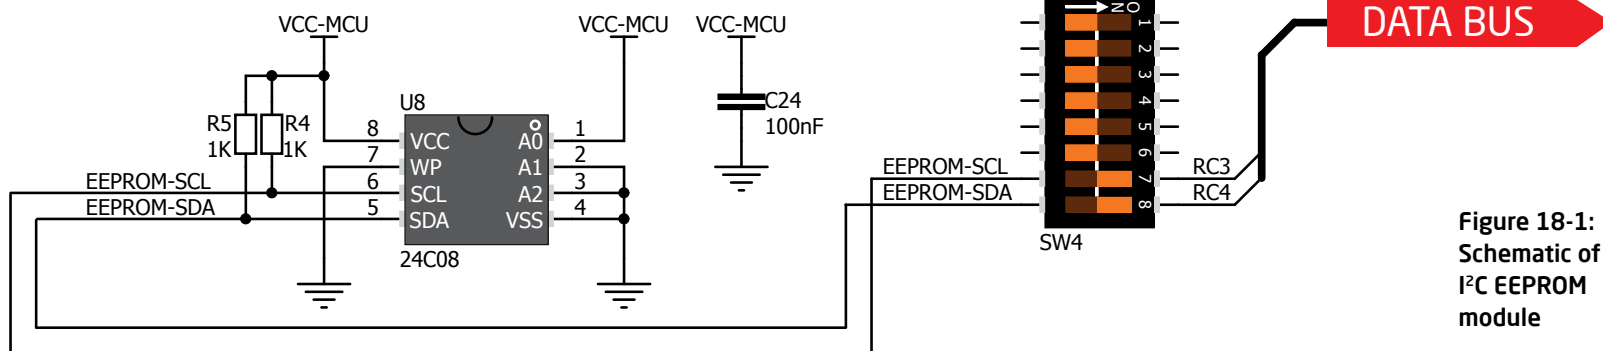 VCC-MCU
VCC-MCU
VCC-MCU
DATA BUS
O
N
1
2
3
4
5
6
7
8
U8
R5
1K
R4
1K
8
7
6
5
VCC
WP
SCL
SDA
A0
A1
A2
VSS
1
2
3
4
24C08
C24
100nF
EEPROM-SCL
EEPROM-SDA
EEPROM-SCL
EEPROM-SDA
RC3
RC4
SW4
Figure 18-1:
Schematic of
I²C EEPROM
module